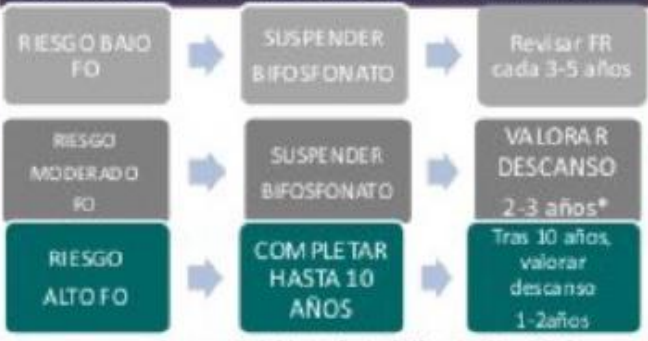 RIESGO BAJO
FO
SUSPENDER
BIFOSFONATO
Revisar FR
cada 3-5 años
RIESGO
MODERADO
FO
SUSPENDER
BIFOSFONATO
VALORAR
DESCANSO
2-3 años*
RIESGO
ALTO FO
COMPLETAR
HASTA 10
AÑOS
Tras 10 años,
valorar
descanso
1-2años